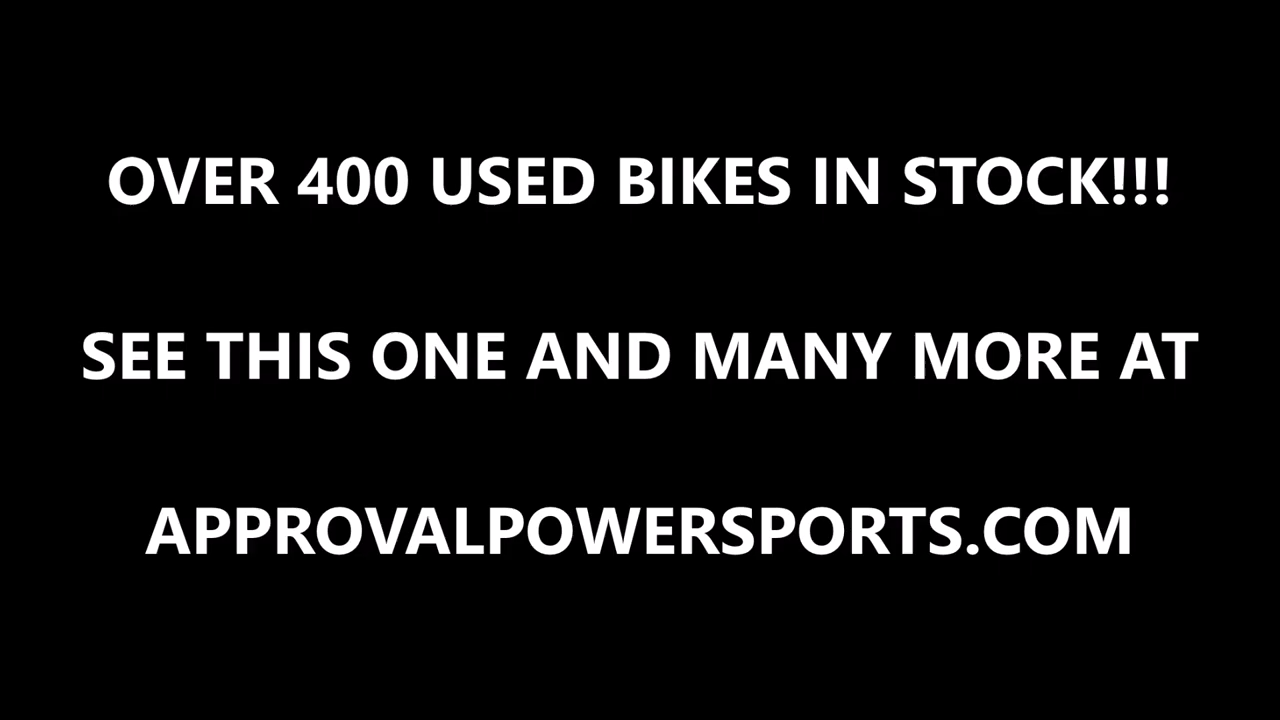 OVER 400 USED BIKES IN STOCK!!!
SEE THIS ONE AND MANY MORE AT
APPROVALPOWERSPORTS.COM